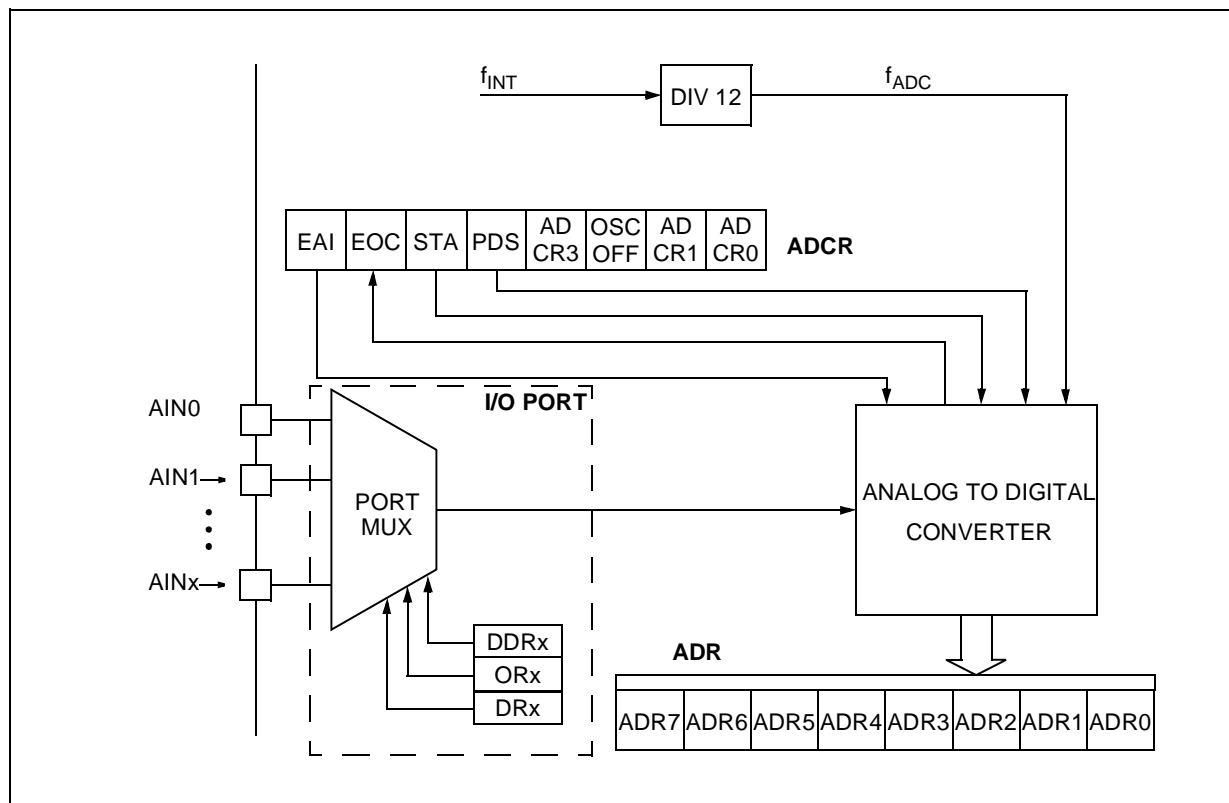 fINT
DIV 12
fADC
EAI
EOC
STA
PDS
AD
CR3
OSC
OFF
AD
CR1
AD
CR0
ADCR
I/O PORT
AIN0
AIN1
AINx
PORT
MUX
ANALOG TO DIGITAL
CONVERTER
DDRx
ORx
DRx
ADR
ADR7
ADR6
ADR5
ADR4
ADR3
ADR2
ADR1
ADR0